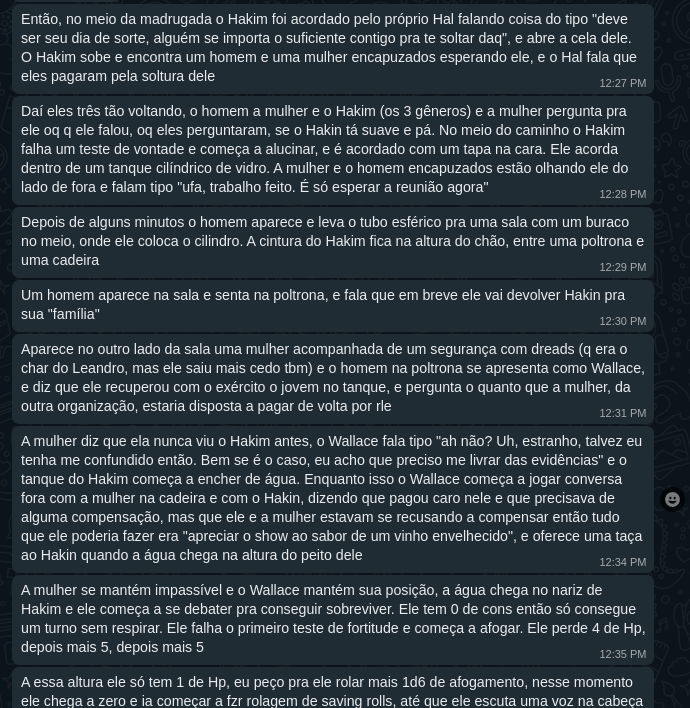 Então, no meio da madrugada o Hakim foi acordado pelo próprio Hal falando coisa do tipo "deve
ser seu dia de sorte, alguém se importa o suficiente contigo pra te soltar daq", e abre a cela dele.
O Hakim sobe e encontra um homem e uma mulher encapuzados esperando ele, e o Hal fala que
eles pagaram pela soltura dele
12:27 PM
Daí eles três tão voltando, o homem a mulher e o Hakim (os 3 gêneros) e a mulher pergunta pra
ele oq q ele falou, oq eles perguntaram, se o Hakin tá suave e pá. No meio do caminho o Hakim
falha um teste de vontade e começa a alucinar, e é acordado com um tapa na cara. Ele acorda
dentro de um tanque cilíndrico de vidro. A mulher e o homem encapuzados estão olhando ele do
lado de fora e falam tipo "ufa, trabalho feito. É só esperar a reunião agora"
12:28 PM
Depois de alguns minutos o homem aparece e leva o tubo esférico pra uma sala com um buraco
no meio, onde ele coloca o cilindro. A cintura do Hakim fica na altura do chão, entre uma poltrona e
uma cadeira
12:29 PM
Um homem aparece na sala e senta na poltrona, e fala que em breve ele vai devolver Hakin pra
sua "família"
12:30 PM
Aparece no outro lado da sala uma mulher acompanhada de um segurança com dreads (q era o
char do Leandro, mas ele saiu mais cedo tbm) e o homem na poltrona se apresenta como Wallace,
e diz que ele recuperou com o exército o jovem no tanque, e pergunta o quanto que a mulher, da
outra organização, estaria disposta a pagar de volta por rle
12:31 PM
A mulher diz que ela nunca viu o Hakim antes, o Wallace fala tipo "ah não? Uh, estranho, talvez eu
tenha me confundido então. Bem se é o caso, eu acho que preciso me livrar das evidências" e o
tanque do Hakim começa a encher de água. Enquanto isso o Wallace começa a jogar conversa
fora com a mulher na cadeira e com o Hakin, dizendo que pagou caro nele e que precisava de
alguma compensação, mas que ele e a mulher estavam se recusando a compensar então tudo
que ele poderia fazer era "apreciar o show ao sabor de um vinho envelhecido", e oferece uma taça
ao Hakin quando a água chega na altura do peito dele
12:34 PM
A mulher se mantém impassível e o Wallace mantém sua posição, a água chega no nariz de
Hakim e ele começa a se debater pra conseguir sobreviver. Ele tem 0 de cons então só consegue
um turno sem respirar. Ele falha o primeiro teste de fortitude e começa a afogar. Ele perde 4 de Hp,
depois mais 5, depois mais 5
12:35 PM
A essa altura ele só tem 1 de Hp, eu peço pra ele rolar mais 1d6 de afogamento, nesse momento
ele chega a zero e ia começar a fzr rolagem de saving rolls, até que ele escuta uma voz na cabeça